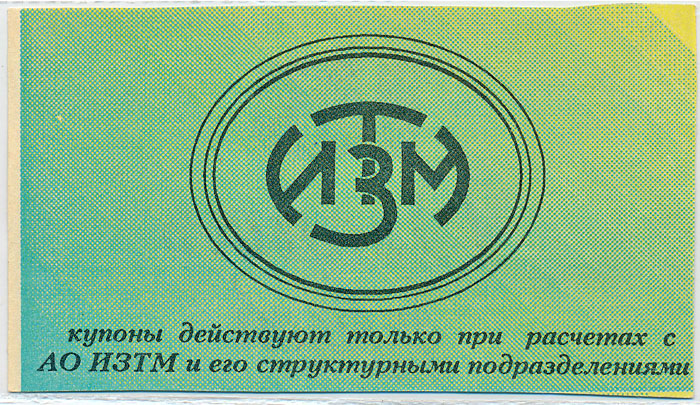 ИЗТМ
купоны действуют только при расчетах с
АО ИЗТМ и его структурными подразделениями